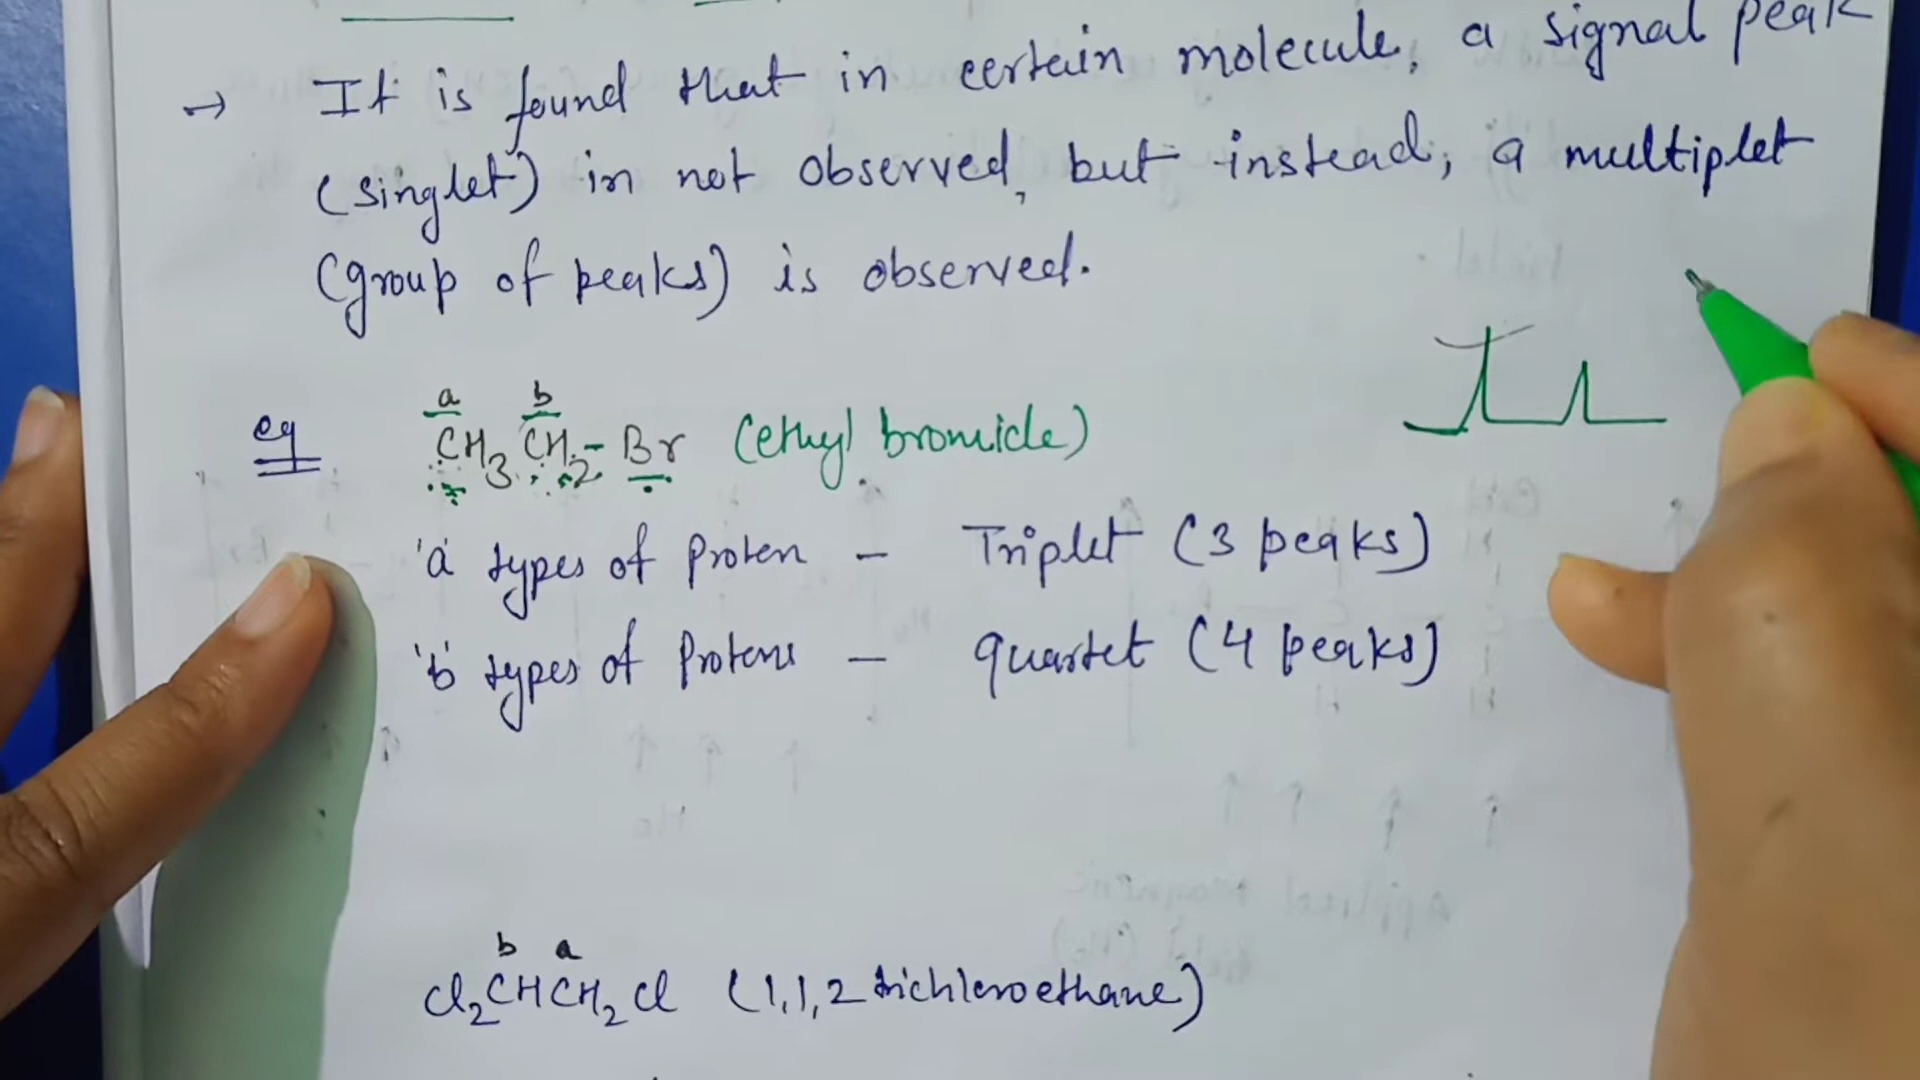 → It is found that in certain molecule, a signal peak
(singlet) in not observed, but instead, a multiplet
(group of peaks) is observed.
eg
a b
CH3 CH2-Br (ethyl bromide)
'a' types of Proton – Triplet (3 peaks)
'b' types of Protons – quartet (4 peaks)
b a
Cl2CHCH2Cl (1,1,2 trichloroethane)